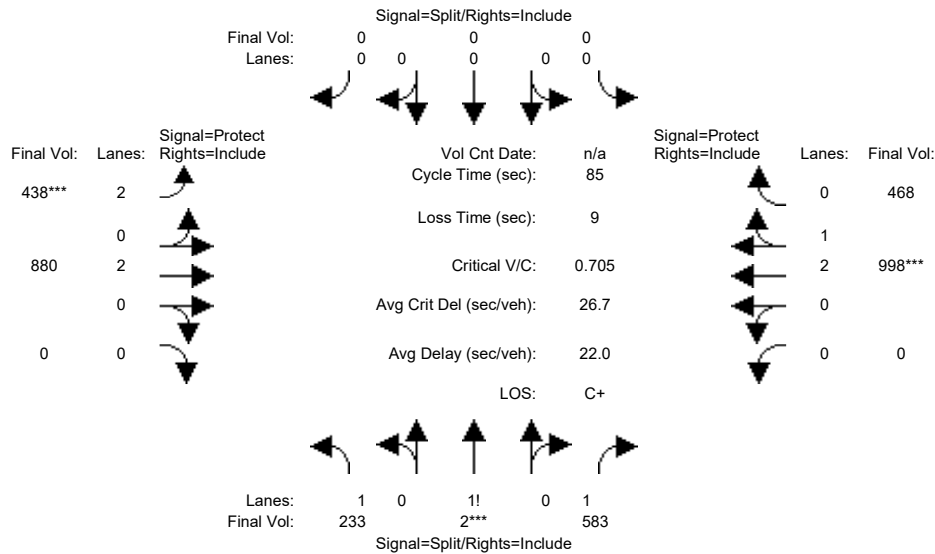 Signal=Split/Rights=Include
Final Vol: 0 0 0
Lanes: 0 0 0 0 0
Signal=Protect
Final Vol: Lanes: Rights=Include
Vol Cnt Date: n/a
Signal=Protect
Rights=Include Lanes: Final Vol:
Cycle Time (sec): 85
438*** 2
0 468
Loss Time (sec): 9
0
1
880 2
Critical V/C: 0.705
2 998***
0
Avg Crit Del (sec/veh): 26.7
0
0 0
Avg Delay (sec/veh): 22.0
0 0
LOS: C+
Lanes: 1 0 1! 0 1
Final Vol: 233 2*** 583
Signal=Split/Rights=Include